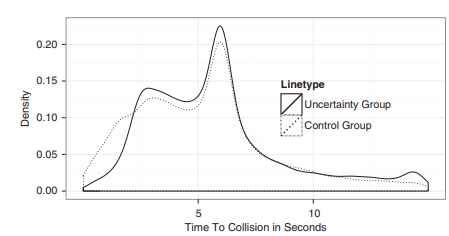 0.20
0.15
0.10
0.05
0.00
Density
Linetype
Uncertainty Group
Control Group
5 10
Time To Collision in Seconds